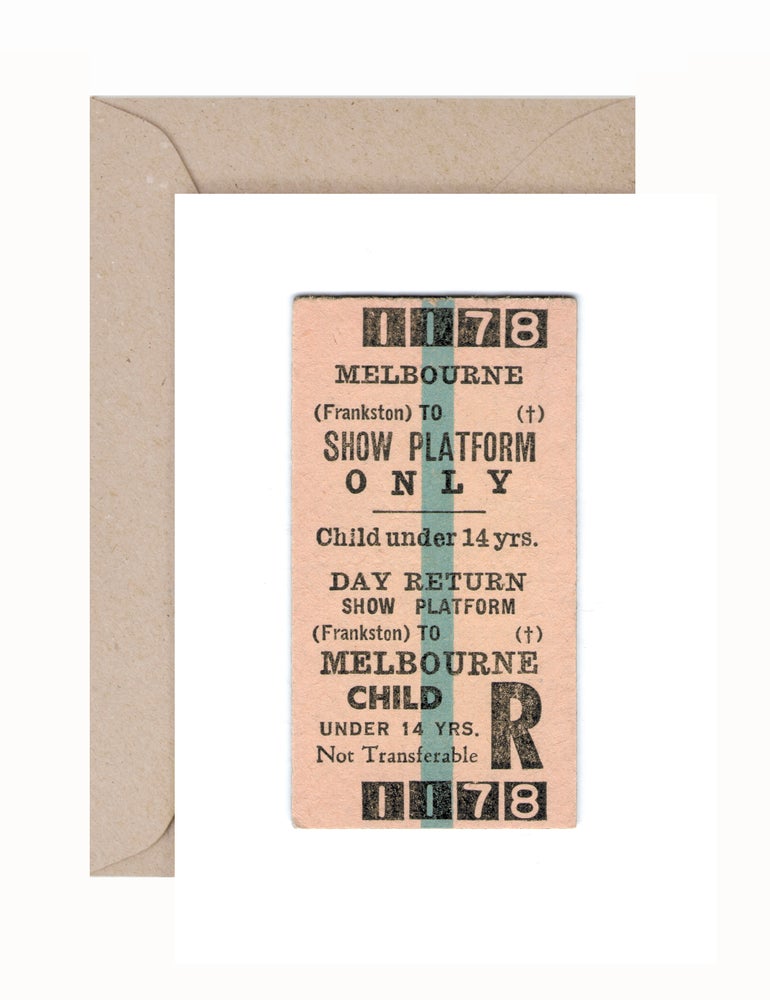 1178
MELBOURNE
(Frankston) TO (†)
SHOW PLATFORM
ONLY
Child under 14 yrs.
DAY RETURN
SHOW PLATFORM
(Frankston) TO (†)
MELBOURNE
CHILD R
UNDER 14 YRS.
Not Transferable
1178